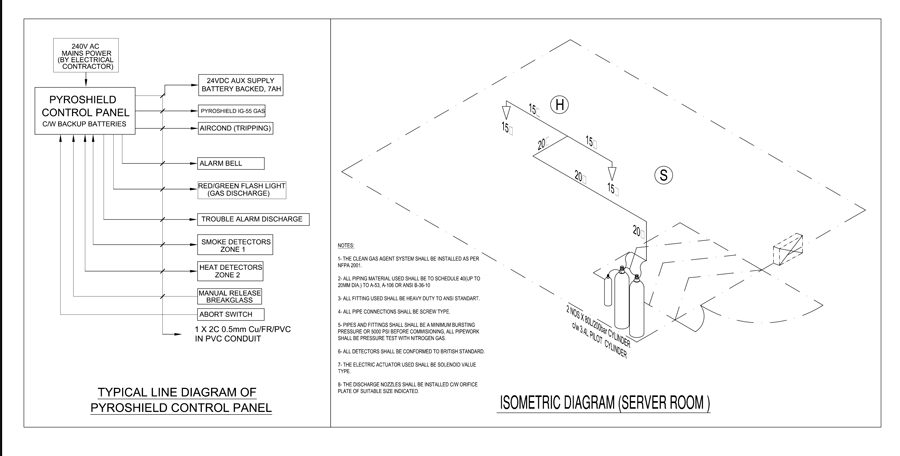 240V AC
MAINS POWER
(BY ELECTRICAL
CONTRACTOR)
PYROSHIELD
CONTROL PANEL
C/W BACKUP BATTERIES
24VDC AUX SUPPLY
BATTERY BACKED, 7AH
PYROSHIELD IG-55 GAS
AIRCOND (TRIPPING)
ALARM BELL
RED/GREEN FLASH LIGHT
(GAS DISCHARGE)
TROUBLE ALARM DISCHARGE
SMOKE DETECTORS
ZONE 1
HEAT DETECTORS
ZONE 2
MANUAL RELEASE
BREAKGLASS
ABORT SWITCH
1 X 2C 0.5mm Cu/FR/PVC
IN PVC CONDUIT
TYPICAL LINE DIAGRAM OF
PYROSHIELD CONTROL PANEL
NOTES:
1- THE CLEAN GAS AGENT SYSTEM SHALL BE INSTALLED AS PER
NFPA 2001.
2- ALL PIPING MATERIAL USED SHALL BE TO SCHEDULE 40(UP TO
20MM DIA.) TO A-53, A-106 OR ANSI B-36-10
3- ALL FITTING USED SHALL BE HEAVY DUTY TO ANSI STANDARD.
4- ALL PIPE CONNECTIONS SHALL BE SCREW TYPE.
5- PIPES AND FITTINGS SHALL SHALL BE A MINIMUM BURSTING
PRESSURE OR 5000 PSI BEFORE COMMISIONING, ALL PIPEWORK
SHALL BE PRESSURE TEST WITH NITROGEN GAS.
6- ALL DETECTORS SHALL BE CONFORMED TO BRITISH STANDARD.
7- THE ELECTRIC ACTUATOR USED SHALL BE SOLENOID VALUE
TYPE.
8- THE DISCHARGE NOZZLES SHALL BE INSTALLED C/W ORIFICE
PLATE OF SUITABLE SIZE INDICATED.
15
H
15
20
15
S
20
15
20
2 NOS X 80L/200bar CYLINDER
c/w 3.4L PILOT CYLINDER
ISOMETRIC DIAGRAM (SERVER ROOM )